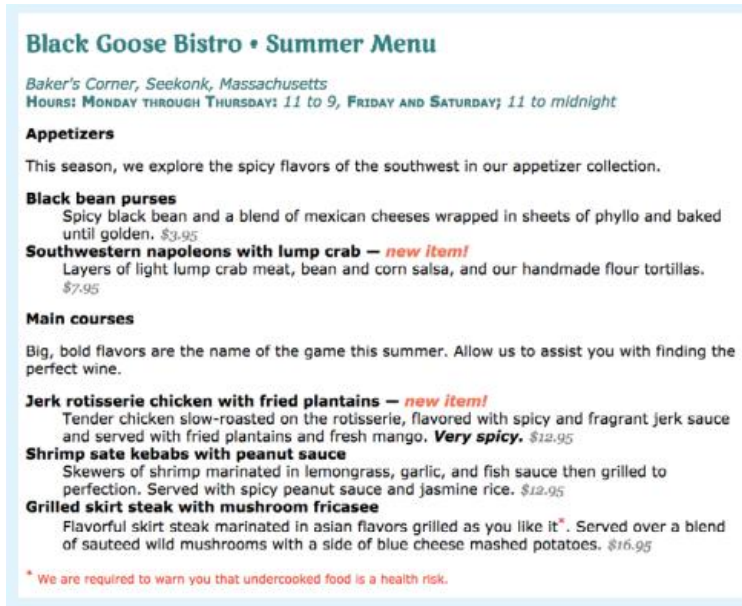 Black Goose Bistro • Summer Menu
Baker's Corner, Seekonk, Massachusetts
Hours: Monday through Thursday: 11 to 9, Friday and Saturday; 11 to midnight
Appetizers
This season, we explore the spicy flavors of the southwest in our appetizer collection.
Black bean purses
Spicy black bean and a blend of mexican cheeses wrapped in sheets of phyllo and baked
until golden. $3.95
Southwestern napoleons with lump crab — new item!
Layers of light lump crab meat, bean and corn salsa, and our handmade flour tortillas.
$7.95
Main courses
Big, bold flavors are the name of the game this summer. Allow us to assist you with finding the
perfect wine.
Jerk rotisserie chicken with fried plantains — new item!
Tender chicken slow-roasted on the rotisserie, flavored with spicy and fragrant jerk sauce
and served with fried plantains and fresh mango. Very spicy. $12.95
Shrimp sate kebabs with peanut sauce
Skewers of shrimp marinated in lemongrass, garlic, and fish sauce then grilled to
perfection. Served with spicy peanut sauce and jasmine rice. $12.95
Grilled skirt steak with mushroom fricasee
Flavorful skirt steak marinated in asian flavors grilled as you like it*. Served over a blend
of sauteed wild mushrooms with a side of blue cheese mashed potatoes. $16.95
* We are required to warn you that undercooked food is a health risk.